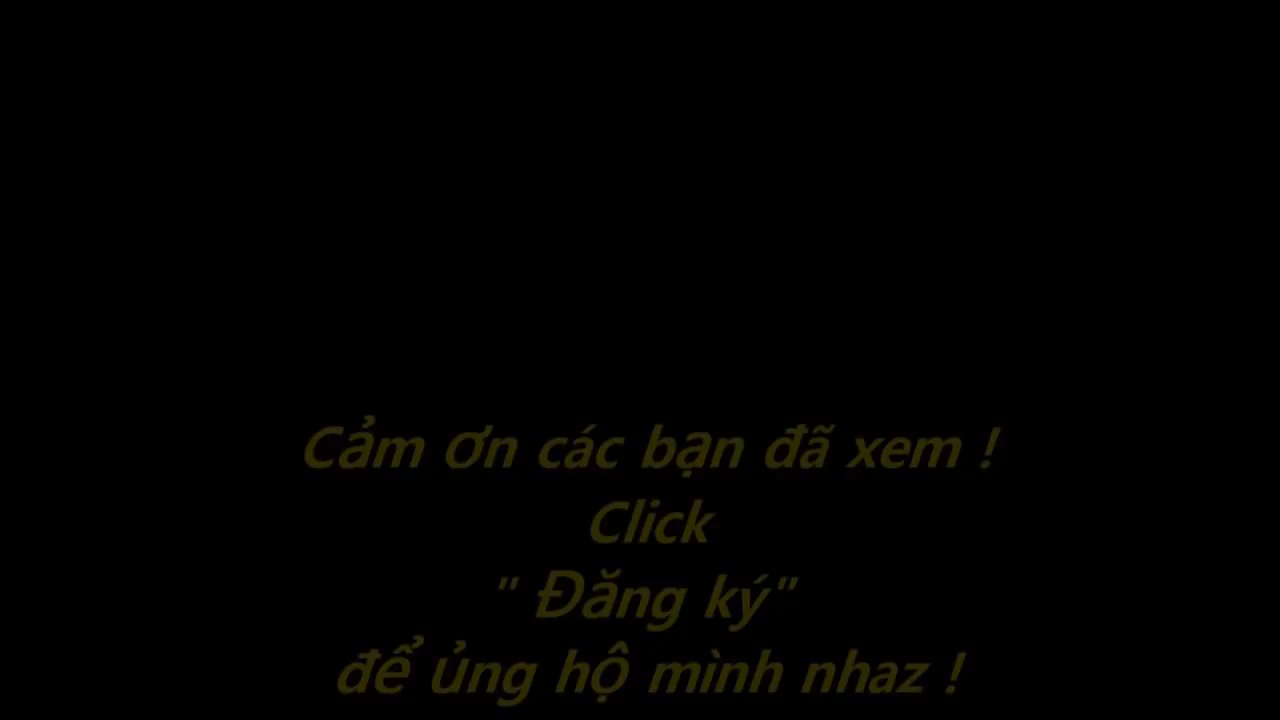 Cảm ơn các bạn đã xem !
Click
" Đăng ký"
để ủng hộ mình nhaz !